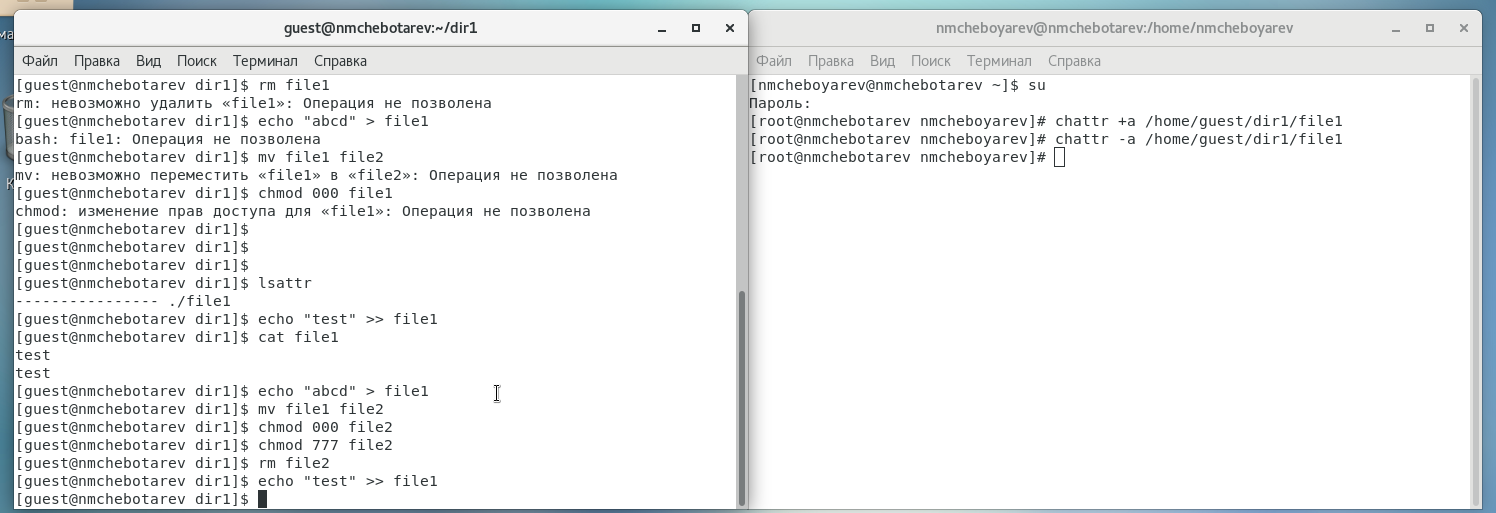 guest@nmchebotarev:~/dir1
Файл Правка Вид Поиск Терминал Справка
[guest@nmchebotarev dir1]$ rm file1
rm: невозможно удалить «file1»: Операция не позволена
[guest@nmchebotarev dir1]$ echo "abcd" > file1
bash: file1: Операция не позволена
[guest@nmchebotarev dir1]$ mv file1 file2
mv: невозможно переместить «file1» в «file2»: Операция не позволена
[guest@nmchebotarev dir1]$ chmod 000 file1
chmod: изменение прав доступа для «file1»: Операция не позволена
[guest@nmchebotarev dir1]$
[guest@nmchebotarev dir1]$
[guest@nmchebotarev dir1]$
[guest@nmchebotarev dir1]$ lsattr
---------------- ./file1
[guest@nmchebotarev dir1]$ echo "test" >> file1
[guest@nmchebotarev dir1]$ cat file1
test
test
[guest@nmchebotarev dir1]$ echo "abcd" > file1
[guest@nmchebotarev dir1]$ mv file1 file2
[guest@nmchebotarev dir1]$ chmod 000 file2
[guest@nmchebotarev dir1]$ chmod 777 file2
[guest@nmchebotarev dir1]$ rm file2
[guest@nmchebotarev dir1]$ echo "test" >> file1
[guest@nmchebotarev dir1]$
nmcheboyarev@nmchebotarev:/home/nmcheboyarev
Файл Правка Вид Поиск Терминал Справка
[nmcheboyarev@nmchebotarev ~]$ su
Пароль:
[root@nmchebotarev nmcheboyarev]# chattr +a /home/guest/dir1/file1
[root@nmchebotarev nmcheboyarev]# chattr -a /home/guest/dir1/file1
[root@nmchebotarev nmcheboyarev]#